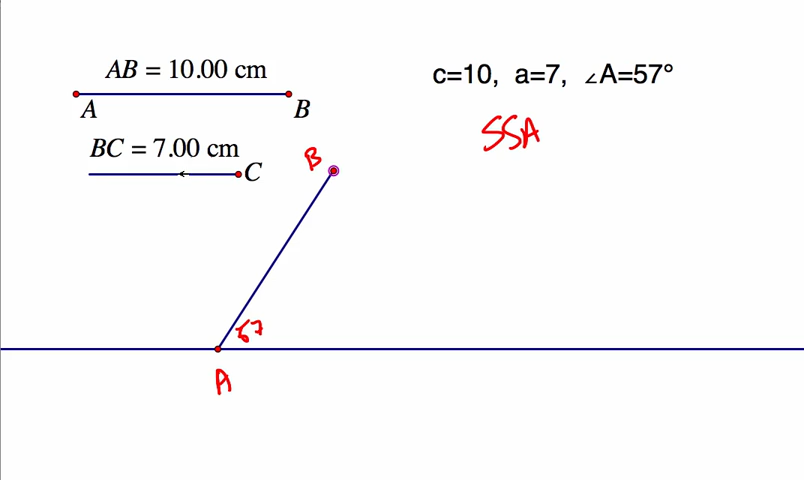 AB = 10.00 cm
c=10, a=7, ∠A=57°
A
B
SSA
BC = 7.00 cm
C
B
57
A